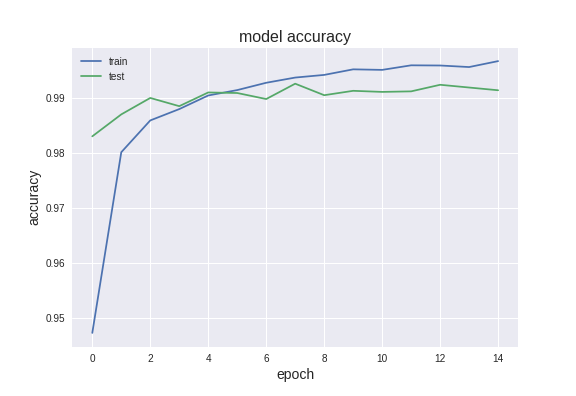 model accuracy
train
test
0.99
0.98
0.97
0.96
0.95
accuracy
0 2 4 6 8 10 12 14
epoch